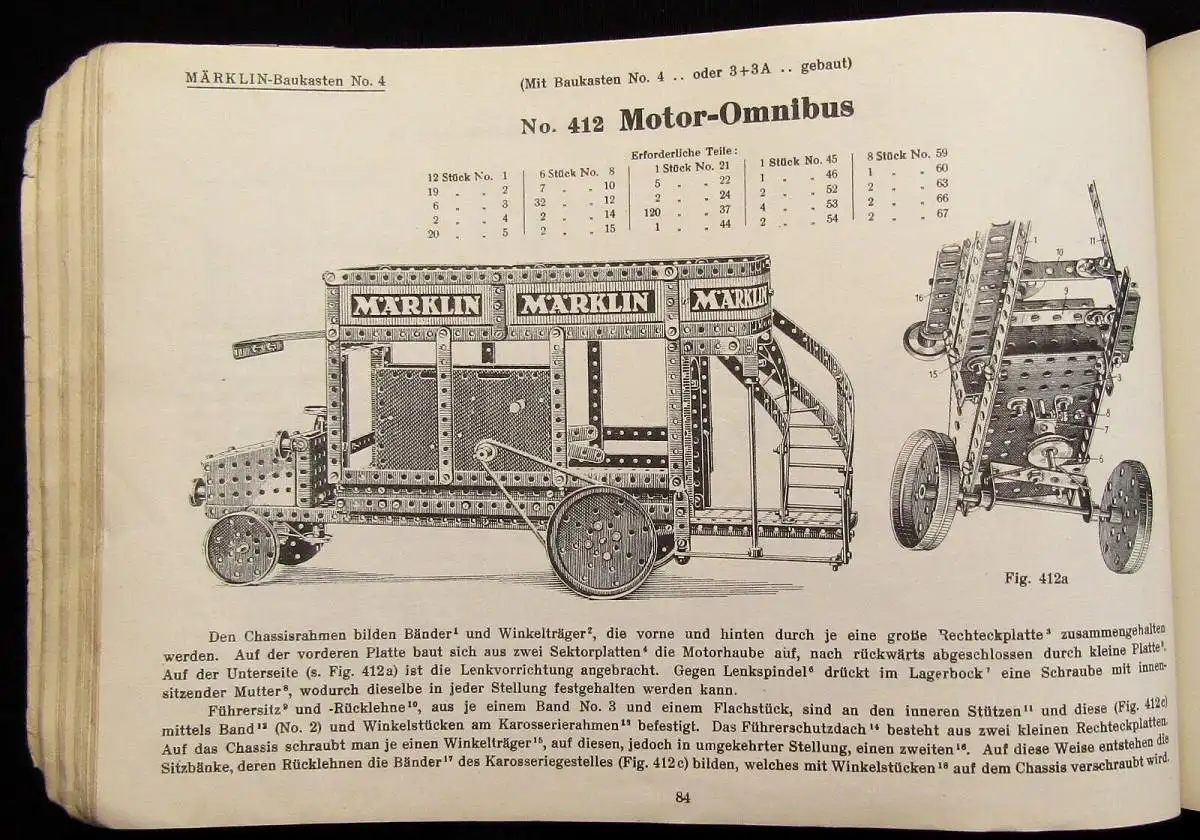 MÄRKLIN-Baukasten No. 4
(Mit Baukasten No. 4 .. oder 3+3A .. gebaut)
No. 412 Motor-Omnibus
Erforderliche Teile:
12 Stück No. 1 6 Stück No. 8 1 Stück No. 21 1 Stück No. 45 8 Stück No. 59
19 „ „ 2 7 „ „ 10 5 „ „ 22 1 „ „ 46 1 „ „ 60
6 „ „ 3 32 „ „ 12 2 „ „ 24 2 „ „ 52 2 „ „ 63
2 „ „ 4 2 „ „ 14 120 „ „ 37 4 „ „ 53 2 „ „ 66
20 „ „ 5 2 „ „ 15 1 „ „ 44 2 „ „ 54 2 „ „ 67
MÄRKLIN MÄRKLIN MÄRKLIN
1
11
10
16
9
15
3
8
7
6
Fig. 412a
Den Chassisrahmen bilden Bänder¹ und Winkelträger², die vorne und hinten durch je eine große Rechteckplatte³ zusammengehalten
werden. Auf der vorderen Platte baut sich aus zwei Sektorplatten⁴ die Motorhaube auf, nach rückwärts abgeschlossen durch kleine Platte⁵.
Auf der Unterseite (s. Fig. 412a) ist die Lenkvorrichtung angebracht. Gegen Lenkspindel⁶ drückt im Lagerbock⁷ eine Schraube mit innen-
sitzender Mutter⁸, wodurch dieselbe in jeder Stellung festgehalten werden kann.
Führersitz⁹ und -Rücklehne¹⁰, aus je einem Band No. 3 und einem Flachstück, sind an den inneren Stützen¹¹ und diese (Fig. 412c)
mittels Band¹² (No. 2) und Winkelstücken am Karosserierahmen¹³ befestigt. Das Führerschutzdach¹⁴ besteht aus zwei kleinen Rechteckplatten.
Auf das Chassis schraubt man je einen Winkelträger¹⁵, auf diesen, jedoch in umgekehrter Stellung, einen zweiten¹⁶. Auf diese Weise entstehen die
Sitzbänke, deren Rücklehnen die Bänder¹⁷ des Karosseriegestelles (Fig. 412c) bilden, welches mit Winkelstücken¹⁸ auf dem Chassis verschraubt wird.
84